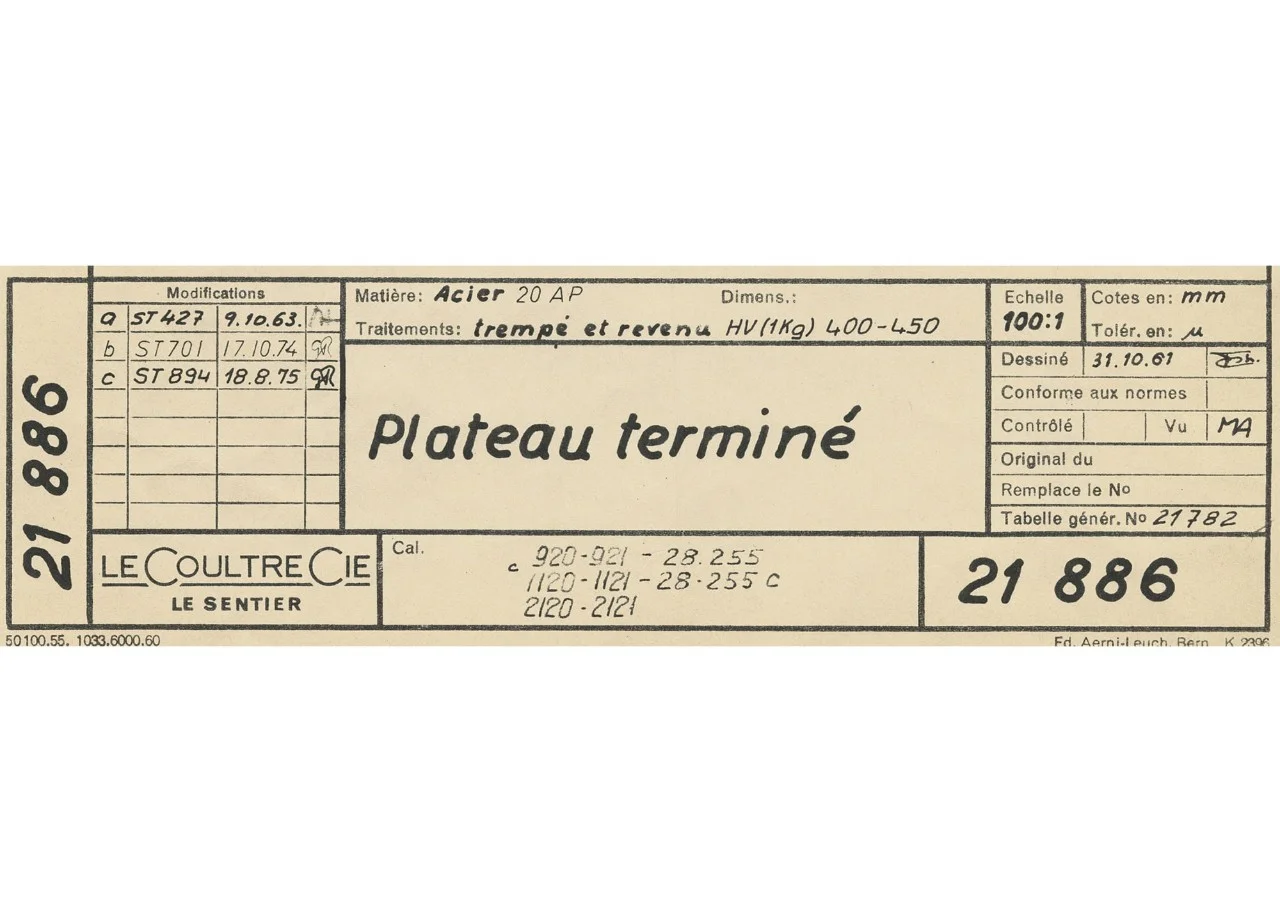 21 886
Modifications
a ST 427 9.10.63.
b ST 701 17.10.74
c ST 894 18.8.75
Matière: Acier 20 AP Dimens.:
Traitements: trempé et revenu HV (1Kg) 400-450
Echelle
100:1
Cotes en: mm
Tolér. en: μ
Plateau terminé
Dessiné 31.10.61
Conforme aux normes
Contrôlé Vu MA
Original du
Remplace le No
Tabelle génér. No 21782
LECOULTRE CIE
LE SENTIER
Cal.
c 920-921 - 28.255
1120-1121 - 28.255 c
2120-2121
21 886
50100.55. 1033.6000.60
Ed. Aerni-Leuch, Bern K 2396